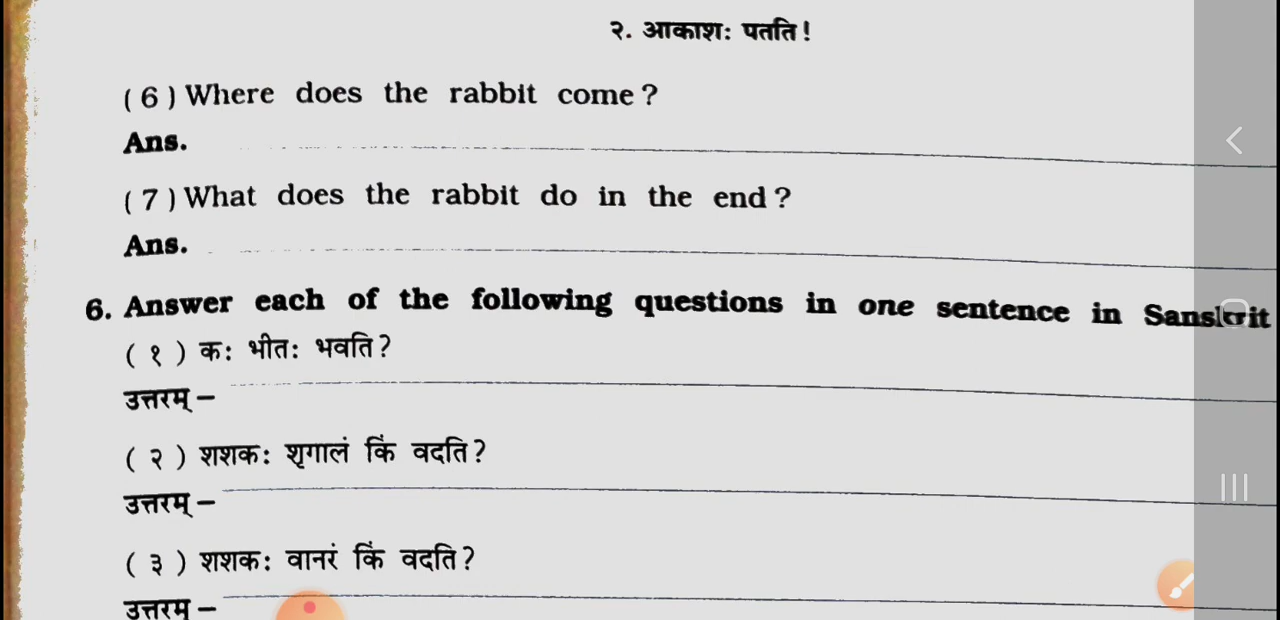 २. आकाशः पतति!
(6) Where does the rabbit come?
Ans.
(7) What does the rabbit do in the end?
Ans.
6. Answer each of the following questions in one sentence in Sanskrit
(१) कः भीतः भवति?
उत्तरम् –
(२) शशकः शृगालं किं वदति?
उत्तरम् –
(३) शशकः वानरं किं वदति?
उत्तरम् –